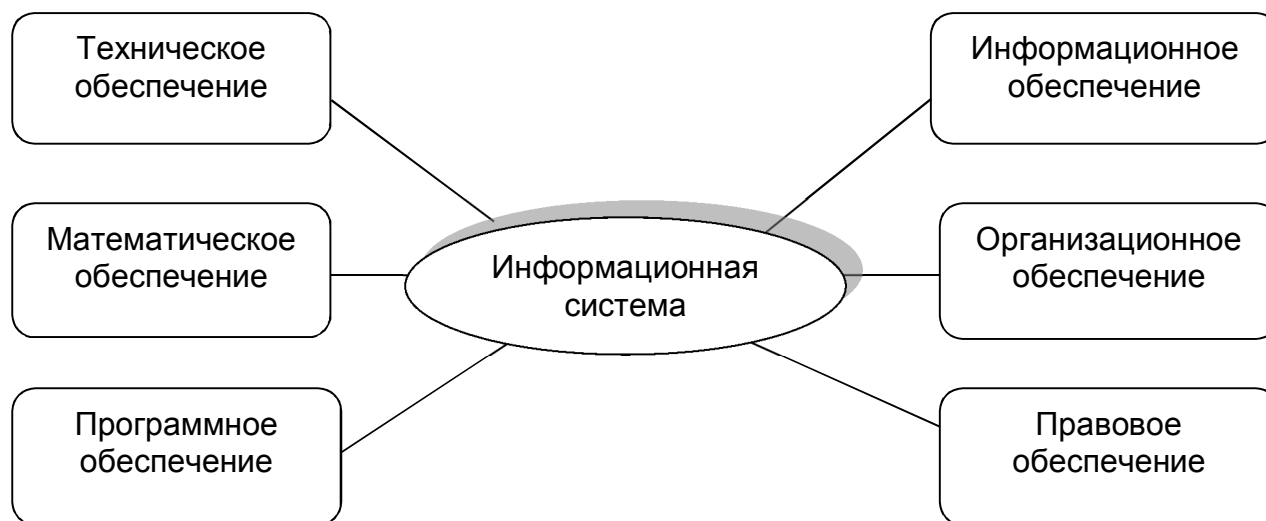 Техническое
обеспечение
Информационное
обеспечение
Математическое
обеспечение
Информационная
система
Организационное
обеспечение
Программное
обеспечение
Правовое
обеспечение